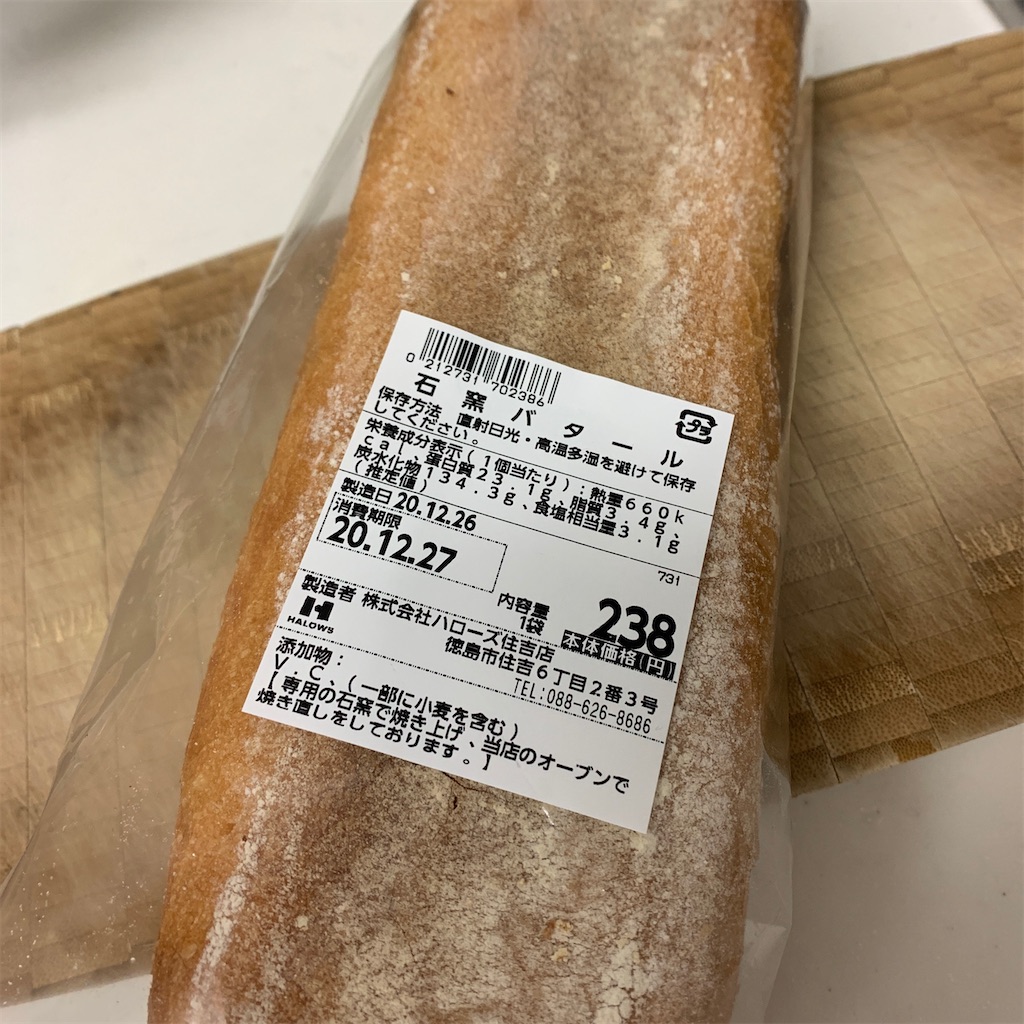 0 212731 702386
石窯バタール
プラ
保存方法 直射日光・高温多湿を避けて保存
してください。
栄養成分表示(1個当たり):熱量660k
cal、蛋白質23.1g、脂質3.4g、
炭水化物134.3g、食塩相当量3.1g
(推定値)
製造日 20.12.26
消費期限
20.12.27
731
内容量
1袋
238
本体価格(円)
製造者 株式会社ハローズ住吉店
徳島市住吉6丁目2番3号
HALOWS
TEL:088-626-8686
添加物:
V.C、(一部に小麦を含む)
【専用の石窯で焼き上げ、当店のオーブンで
焼き直しをしております。】